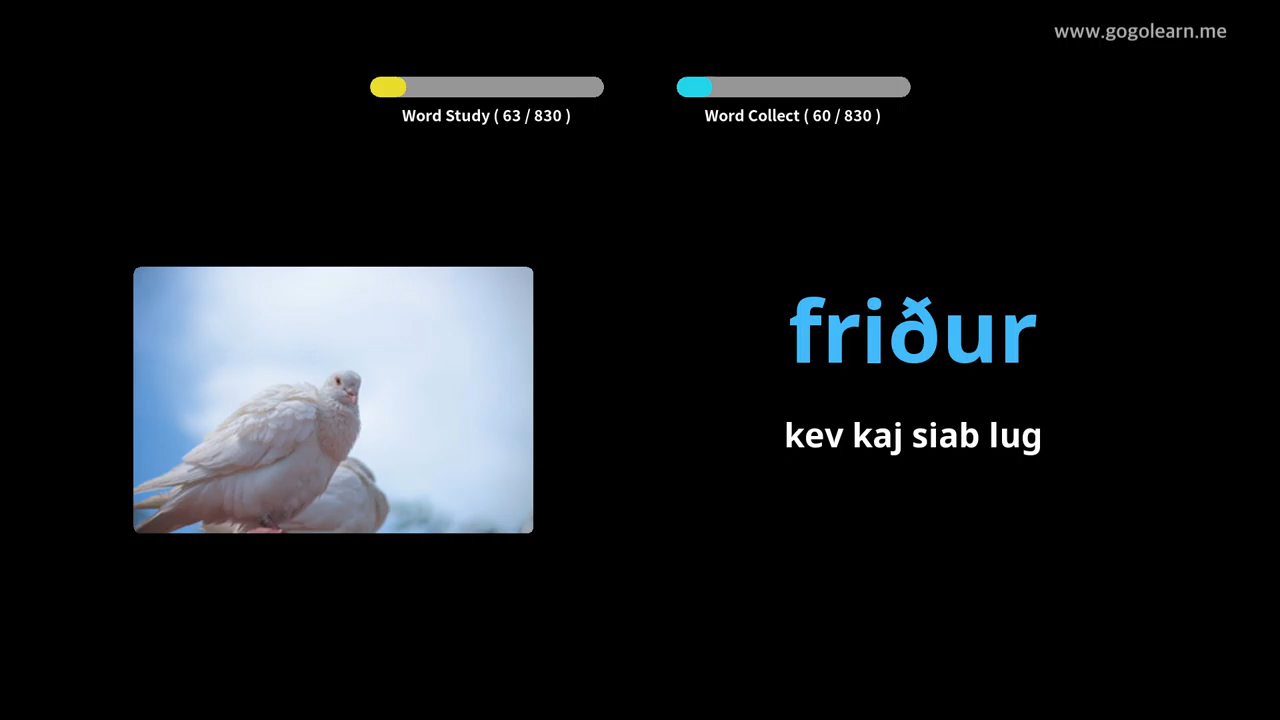 www.gogolearn.me
Word Study ( 63 / 830 )
Word Collect ( 60 / 830 )
friður
kev kaj siab lug